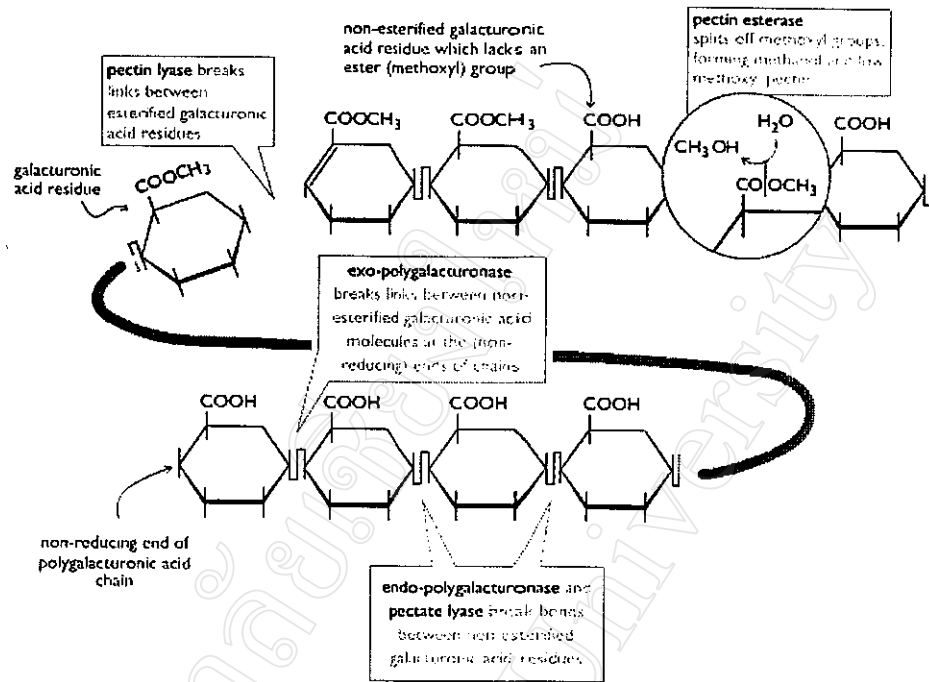 non-esterified galacturonic
acid residue which lacks an
ester (methoxyl) group
pectin esterase
splits off methoxyl groups,
forming methanol and low
methoxy pectin
pectin lyase breaks
links between
esterified galacturonic
acid residues
galacturonic
acid residue
COOCH3
COOCH3
COOCH3
COOH
CH3OH
H2O
COOCH3
COOH
exo-polygalacturonase
breaks links between non-
esterified galacturonic acid
molecules at the (non-
reducing) ends of chains
COOH
COOH
COOH
COOH
non-reducing end of
polygalacturonic acid
chain
endo-polygalacturonase and
pectate lyase break bonds
between non esterified
galacturonic acid residues
University